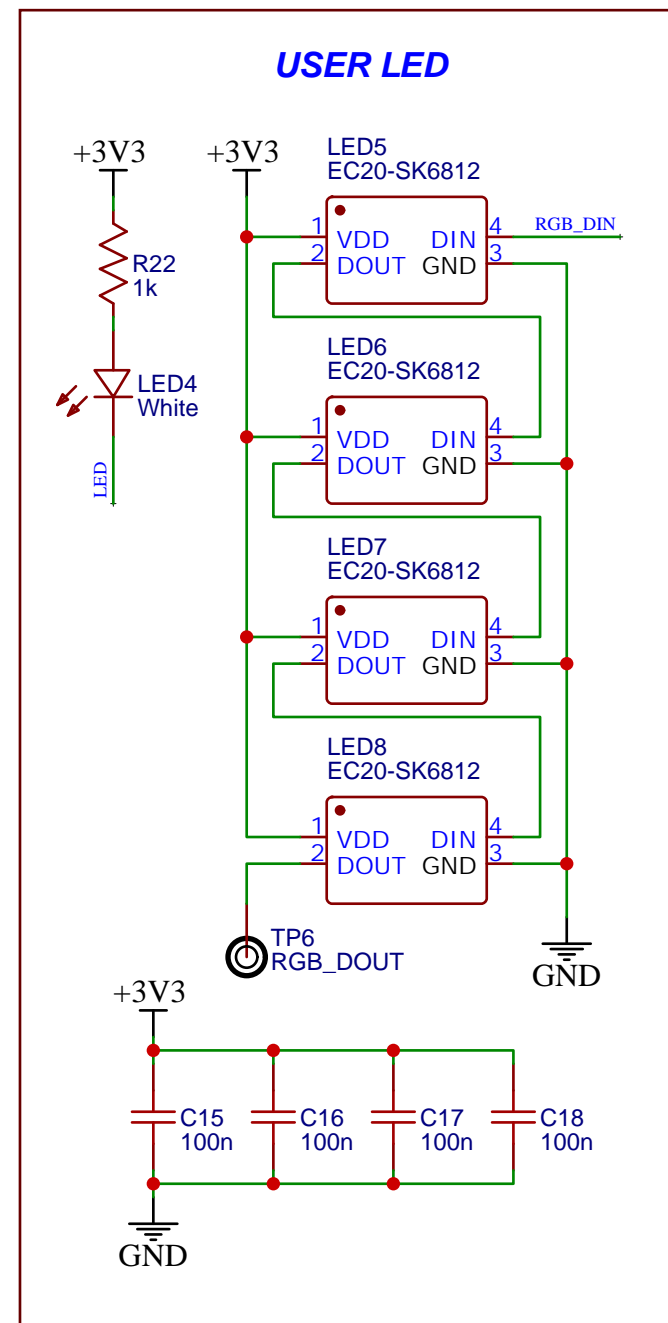 USER LED
+3V3
R22
1k
LED4
White
LED
+3V3
LED5
EC20-SK6812
1 VDD DIN 4
2 DOUT GND 3
RGB_DIN
LED6
EC20-SK6812
1 VDD DIN 4
2 DOUT GND 3
LED7
EC20-SK6812
1 VDD DIN 4
2 DOUT GND 3
LED8
EC20-SK6812
1 VDD DIN 4
2 DOUT GND 3
TP6
RGB_DOUT
GND
+3V3
C15
100n
C16
100n
C17
100n
C18
100n
GND